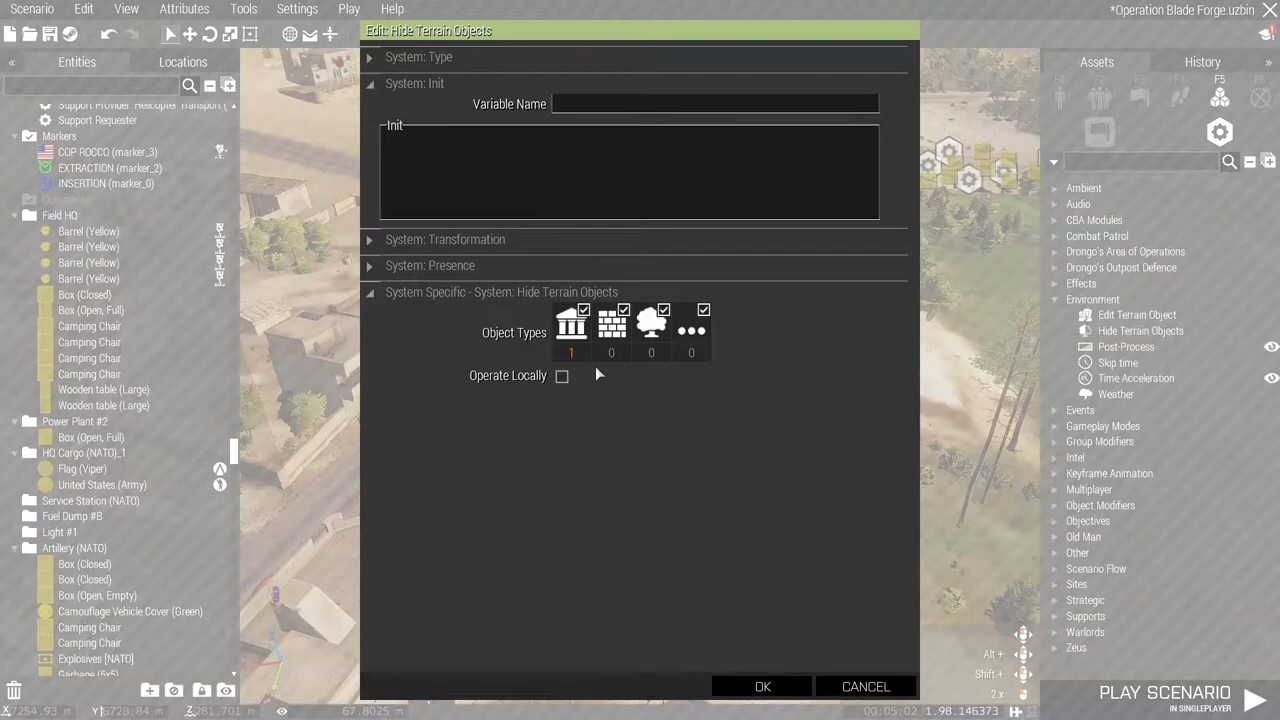 Scenario Edit View Attributes Tools Settings Play Help
*Operation Blade Forge.uzbin
Entities
Locations
Support Provider: Helicopter Transport (
Support Requester
Markers
COP ROCCO (marker_3)
EXTRACTION (marker_2)
INSERTION (marker_0)
Comments
Field HQ
Barrel (Yellow)
Barrel (Yellow)
Barrel (Yellow)
Barrel (Yellow)
Box (Closed)
Box (Open, Full)
Camping Chair
Camping Chair
Camping Chair
Camping Chair
Wooden table (Large)
Wooden table (Large)
Power Plant #2
Box (Open, Full)
HQ Cargo (NATO)_1
Flag (Viper)
United States (Army)
Service Station (NATO)
Fuel Dump #B
Light #1
Artillery (NATO)
Box (Closed)
Box (Closed)
Box (Open, Empty)
Camouflage Vehicle Cover (Green)
Camping Chair
Camping Chair
Explosives [NATO]
Garbage (5x5)
Edit: Hide Terrain Objects
System: Type
System: Init
Variable Name
Init
System: Transformation
System: Presence
System Specific - System: Hide Terrain Objects
Object Types
1 0 0 0
Operate Locally
OK
CANCEL
Assets
History
F1 F2 F3 F4 F5 F6
Ambient
Audio
CBA Modules
Combat Patrol
Drongo's Area of Operations
Drongo's Outpost Defence
Effects
Environment
Edit Terrain Object
Hide Terrain Objects
Post-Process
Skip time
Time Acceleration
Weather
Events
Gameplay Modes
Group Modifiers
Intel
Keyframe Animation
Multiplayer
Object Modifiers
Objectives
Old Man
Other
Scenario Flow
Sites
Strategic
Supports
Warlords
Zeus
Alt +
Shift +
2 x
PLAY SCENARIO
IN SINGLEPLAYER
X 7254.93 m Y 6728.84 m Z 281.701 m 67.8025 m 00:05:02 1.98.146373